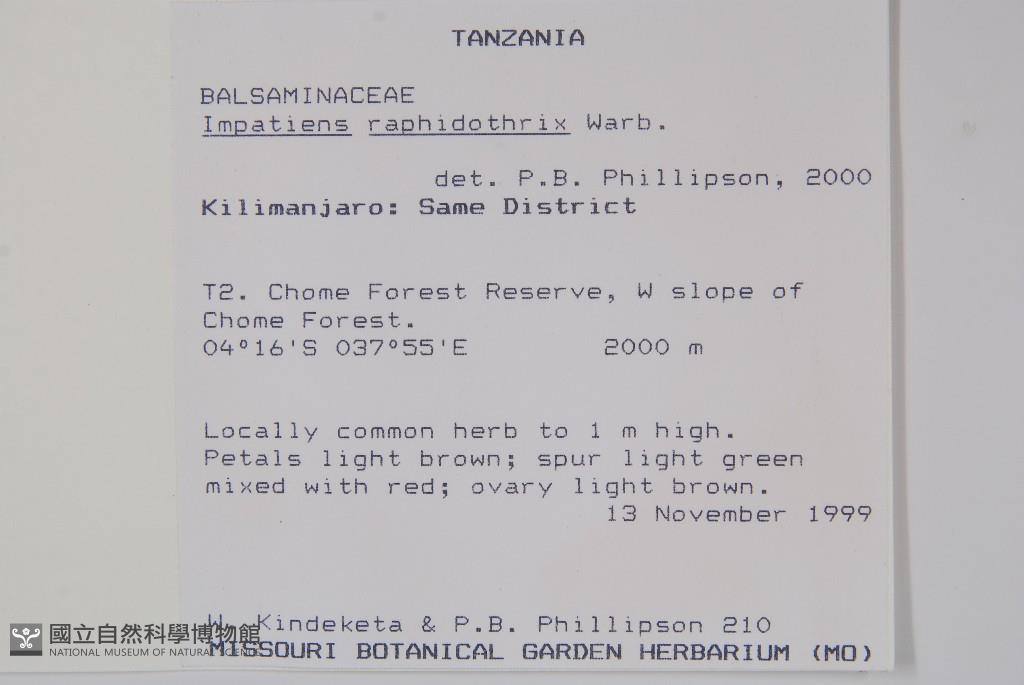 TANZANIA
BALSAMINACEAE
Impatiens raphidothrix Warb.
det. P.B. Phillipson, 2000
Kilimanjaro: Same District
T2. Chome Forest Reserve, W slope of
Chome Forest.
04°16'S 037°55'E 2000 m
Locally common herb to 1 m high.
Petals light brown; spur light green
mixed with red; ovary light brown.
13 November 1999
W. Kindeketa & P.B. Phillipson 210
MISSOURI BOTANICAL GARDEN HERBARIUM (MO)
國立自然科學博物館
NATIONAL MUSEUM OF NATURAL SCIENCE